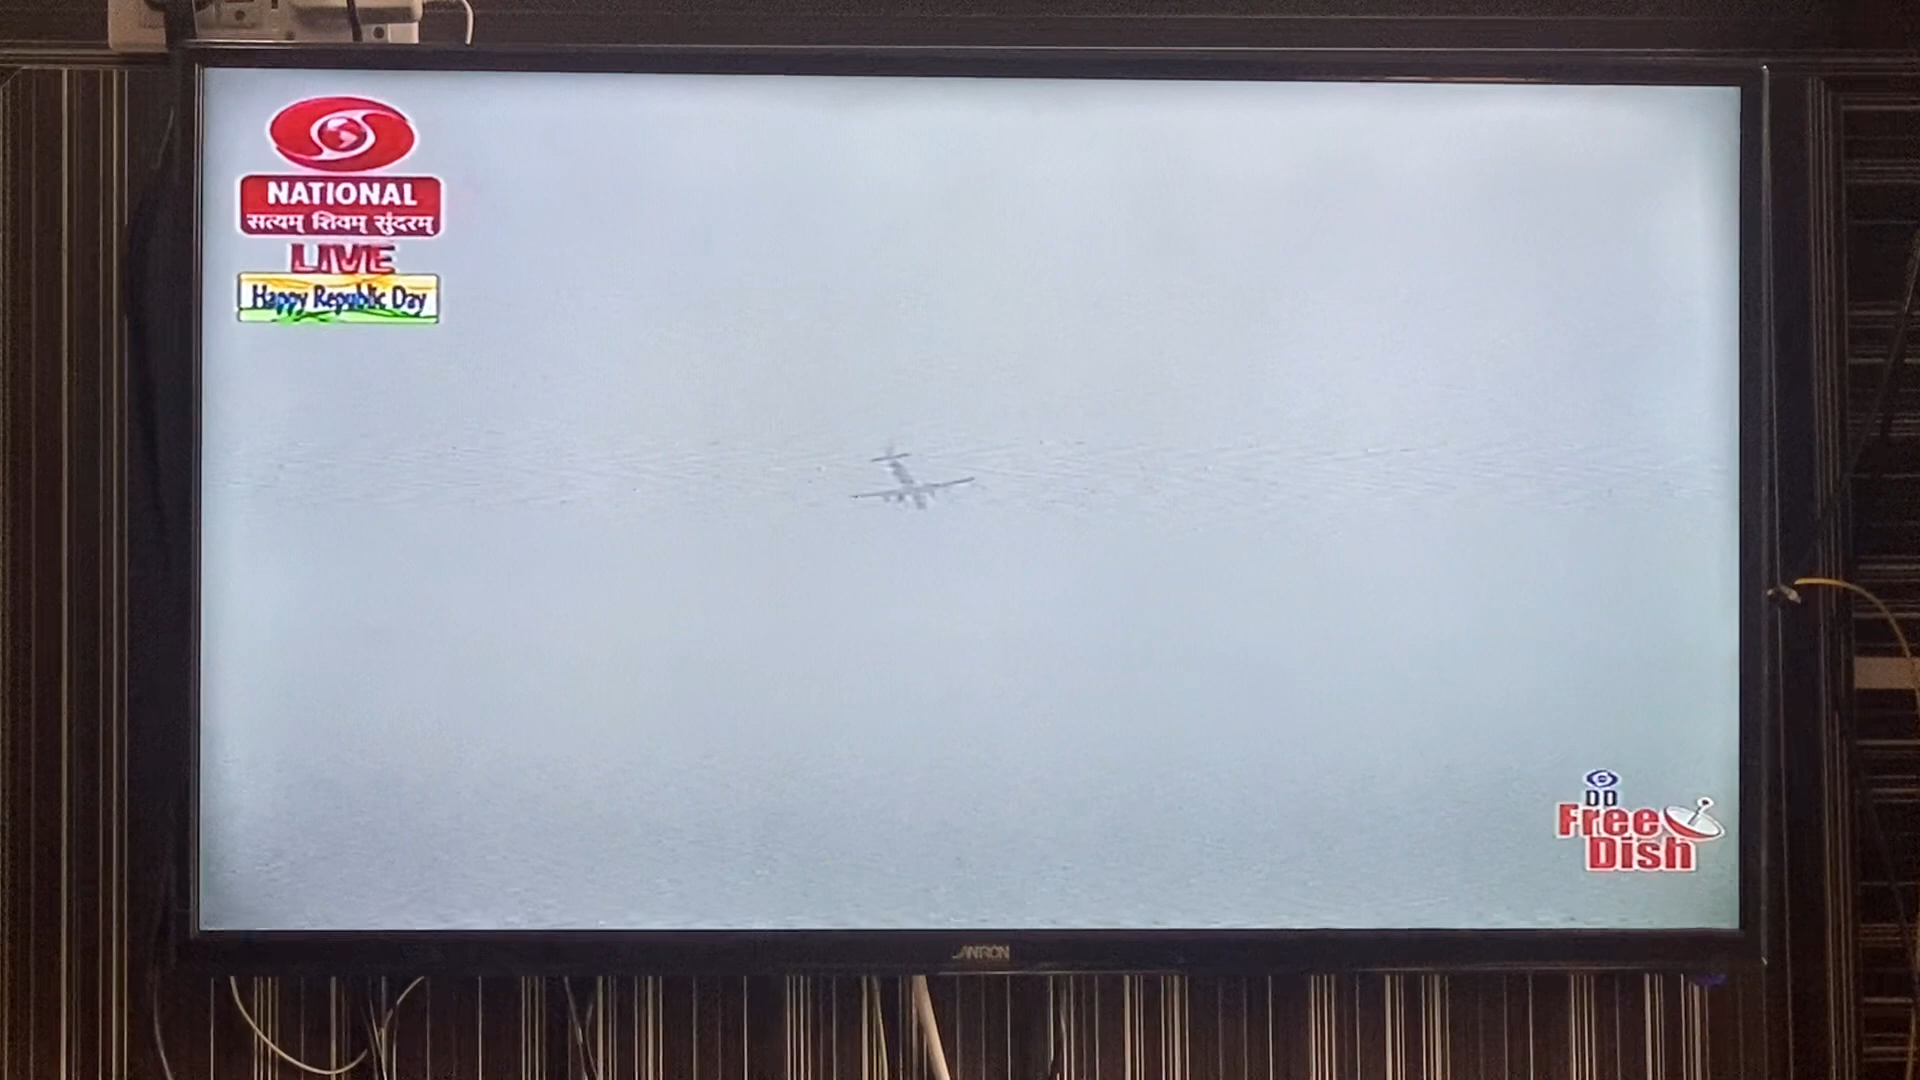 NATIONAL
सत्यम् शिवम् सुंदरम्
LIVE
Happy Republic Day
DD
Free
Dish